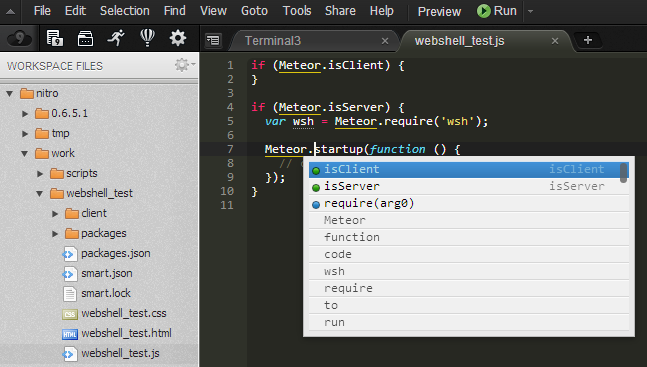 File Edit Selection Find View Goto Tools Support Help Preview Run
Terminal3 webshell_test.js
WORKSPACE FILES
nitro
0.6.5.1
tmp
work
scripts
webshell_test
client
packages
packages.json
smart.json
smart.lock
CSS webshell_test.css
HTML webshell_test.html
webshell_test.js
1 if (Meteor.isClient) {
2 }
3
4 if (Meteor.isServer) {
5 var wsh = Meteor.require('wsh');
6
7 Meteor.startup(function () {
8 //
9 });
10 }
11
isClient isClient
isServer isServer
require(arg0)
Meteor
function
code
wsh
require
to
run